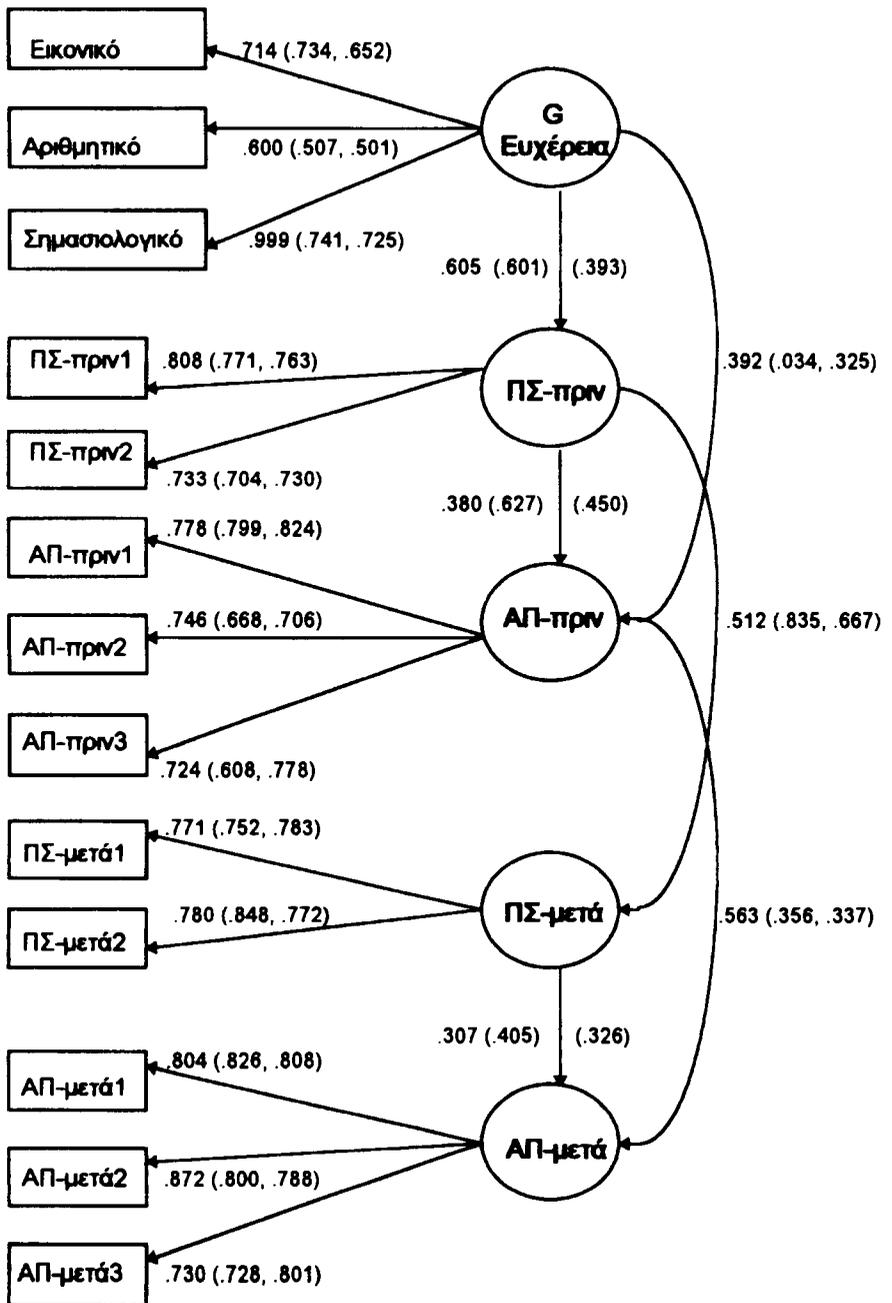 Εικονικό
.714 (.734, .652)
G
Ευχέρεια
Αριθμητικό
.600 (.507, .501)
Σημασιολογικό
.999 (.741, .725)
.605 (.601) (.393)
ΠΣ-πριν1
.808 (.771, .763)
.392 (.034, .325)
ΠΣ-πριν
ΠΣ-πριν2
.733 (.704, .730)
.380 (.627) (.450)
ΑΠ-πριν1
.778 (.799, .824)
ΑΠ-πριν
ΑΠ-πριν2
.746 (.668, .706)
.512 (.835, .667)
ΑΠ-πριν3
.724 (.608, .778)
ΠΣ-μετά1
.771 (.752, .783)
ΠΣ-μετά
.563 (.356, .337)
ΠΣ-μετά2
.780 (.848, .772)
.307 (.405) (.326)
ΑΠ-μετά1
.804 (.826, .808)
ΑΠ-μετά
ΑΠ-μετά2
.872 (.800, .788)
ΑΠ-μετά3
.730 (.728, .801)